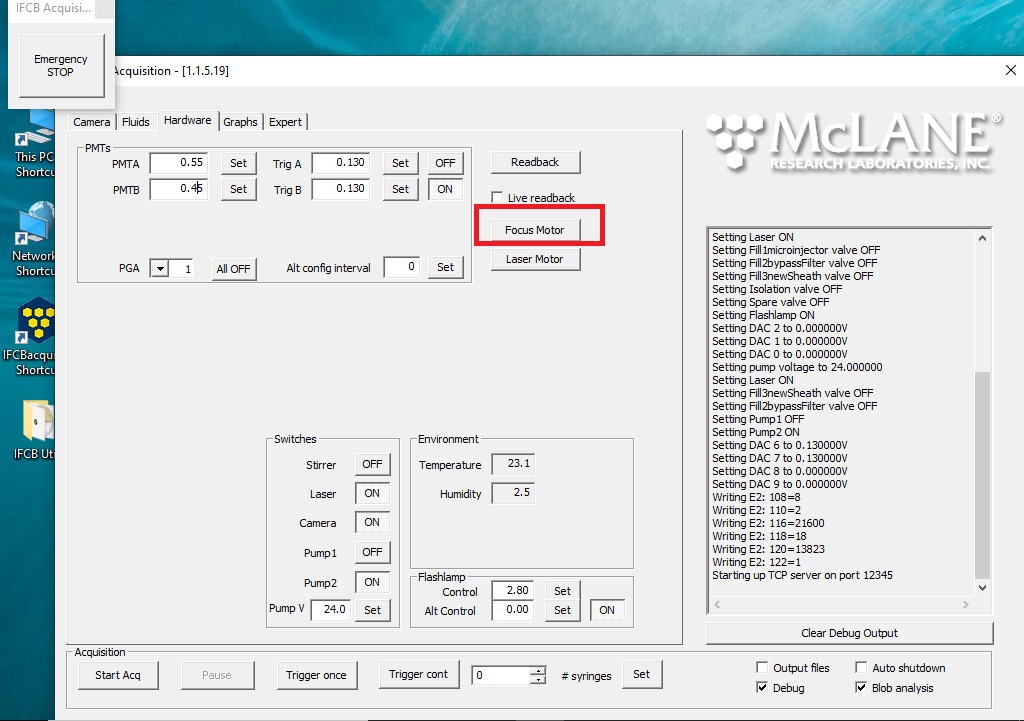 IFCB Acquisi...
Emergency
STOP
Acquisition - [1.1.5.19]
This PC
Shortcu
Network
Shortcu
IFCBacqui
Shortcu
IFCB Uti
Camera Fluids Hardware Graphs Expert
PMTs
PMTA 0.55 Set Trig A 0.130 Set OFF
PMTB 0.45 Set Trig B 0.130 Set ON
PGA 1 All OFF Alt config interval 0 Set
Readback
Live readback
Focus Motor
Laser Motor
Switches
Stirrer OFF
Laser ON
Camera ON
Pump1 OFF
Pump2 ON
Pump V 24.0 Set
Environment
Temperature 23.1
Humidity 2.5
Flashlamp
Control 2.80 Set
Alt Control 0.00 Set ON
McLANE®
RESEARCH LABORATORIES, INC.
Setting Laser ON
Setting Fill1microinjector valve OFF
Setting Fill2bypassFilter valve OFF
Setting Fill3newSheath valve OFF
Setting Isolation valve OFF
Setting Spare valve OFF
Setting Flashlamp ON
Setting DAC 2 to 0.000000V
Setting DAC 1 to 0.000000V
Setting DAC 0 to 0.000000V
Setting pump voltage to 24.000000
Setting Laser ON
Setting Fill3newSheath valve OFF
Setting Fill2bypassFilter valve OFF
Setting Pump1 OFF
Setting Pump2 ON
Setting DAC 6 to 0.130000V
Setting DAC 7 to 0.130000V
Setting DAC 8 to 0.000000V
Setting DAC 9 to 0.000000V
Writing E2: 108=8
Writing E2: 110=2
Writing E2: 116=21600
Writing E2: 118=18
Writing E2: 120=13823
Writing E2: 122=1
Starting up TCP server on port 12345
Clear Debug Output
Acquisition
Start Acq Pause Trigger once Trigger cont 0 # syringes Set
Output files Auto shutdown
Debug Blob analysis